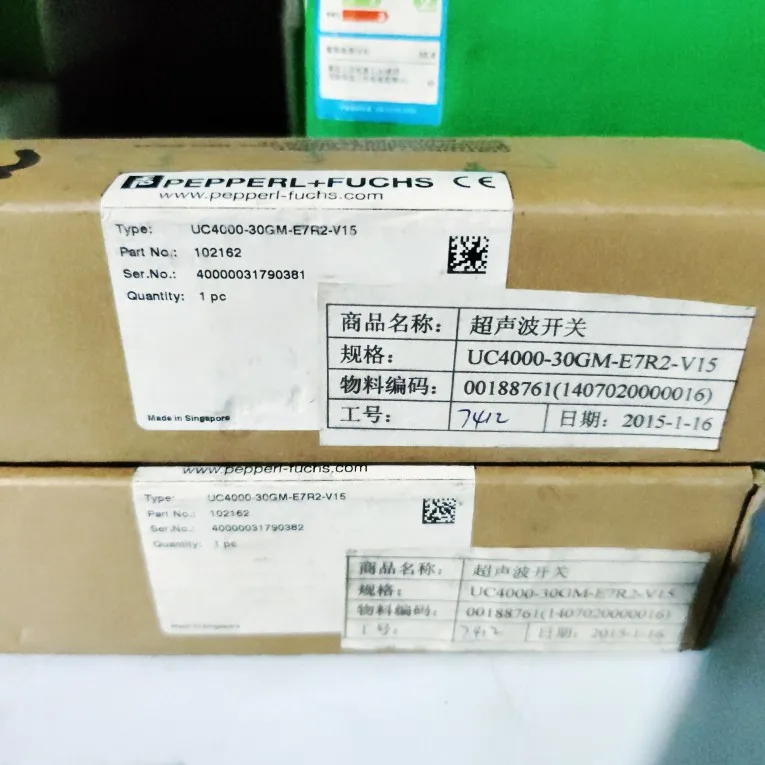 PEPPERL+FUCHS CE
www.pepperl-fuchs.com
Type: UC4000-30GM-E7R2-V15
Part No.: 102162
Ser.No.: 40000031790381
Quantity: 1 pc
Made in Singapore
商品名称: 超声波开关
规格: UC4000-30GM-E7R2-V15
物料编码: 00188761(1407020000016)
工号: 7412 日期: 2015-1-16
www.pepperl-fuchs.com
Type: UC4000-30GM-E7R2-V15
Part No.: 102162
Ser.No.: 40000031790382
Quantity: 1 pc
Made in Singapore
商品名称: 超声波开关
规格: UC4000-30GM-E7R2-V15
物料编码: 00188761(1407020000016)
工号: 7412 日期: 2015-1-16